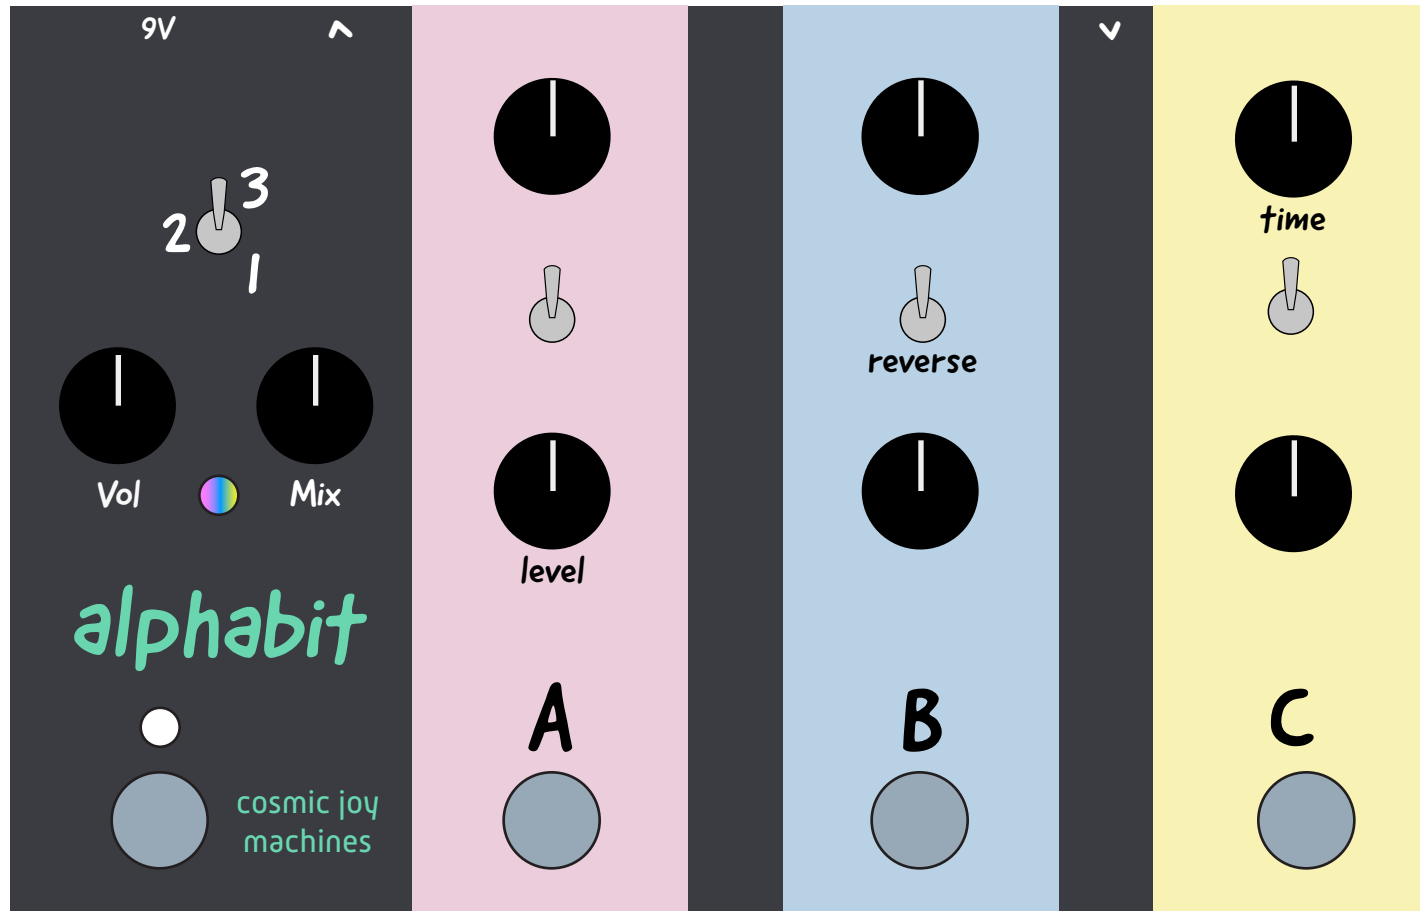 9V
3
2
1
Vol
Mix
alphabit
cosmic joy
machines
level
A
reverse
B
time
C